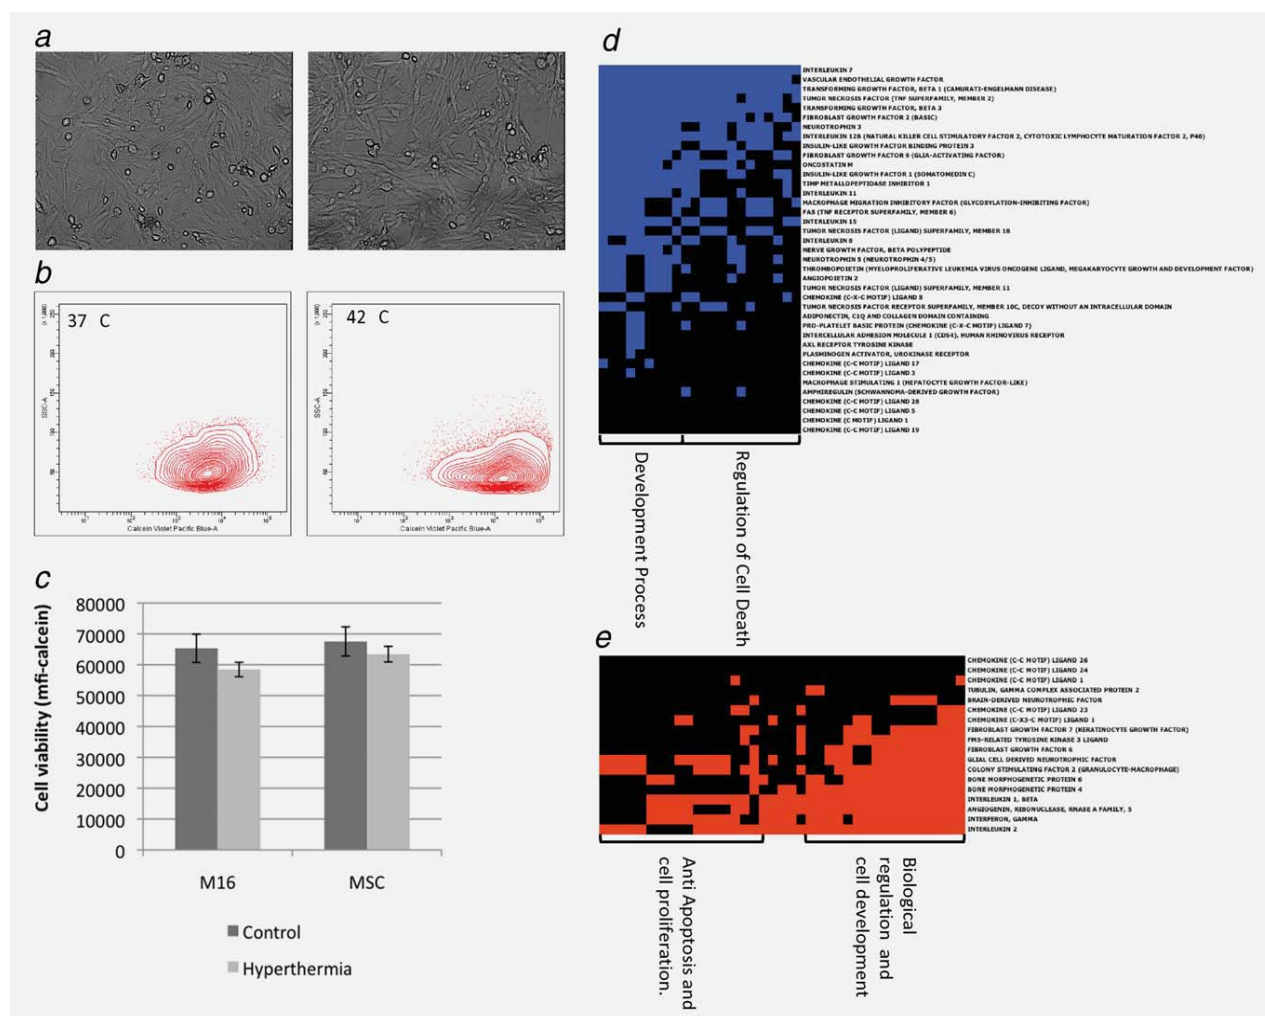 a
b
37 C
42 C
SSC-A
SSC-A
Calcein Violet Pacific Blue-A
Calcein Violet Pacific Blue-A
c
Cell viability (mfi-calcein)
80000
70000
60000
50000
40000
30000
20000
10000
0
M16
MSC
Control
Hyperthermia
d
INTERLEUKIN 7
VASCULAR ENDOTHELIAL GROWTH FACTOR
TRANSFORMING GROWTH FACTOR, BETA 1 (CAMURATI-ENGELMANN DISEASE)
TUMOR NECROSIS FACTOR (TNF SUPERFAMILY, MEMBER 2)
TRANSFORMING GROWTH FACTOR, BETA 3
FIBROBLAST GROWTH FACTOR 2 (BASIC)
NEUROTROPHIN 3
INTERLEUKIN 12B (NATURAL KILLER CELL STIMULATORY FACTOR 2, CYTOTOXIC LYMPHOCYTE MATURATION FACTOR 2, P40)
INSULIN-LIKE GROWTH FACTOR BINDING PROTEIN 3
FIBROBLAST GROWTH FACTOR 9 (GLIA-ACTIVATING FACTOR)
ONCOSTATIN M
INSULIN-LIKE GROWTH FACTOR 1 (SOMATOMEDIN C)
TIMP METALLOPEPTIDASE INHIBITOR 1
INTERLEUKIN 11
MACROPHAGE MIGRATION INHIBITORY FACTOR (GLYCOSYLATION-INHIBITING FACTOR)
FAS (TNF RECEPTOR SUPERFAMILY, MEMBER 6)
INTERLEUKIN 15
TUMOR NECROSIS FACTOR (LIGAND) SUPERFAMILY, MEMBER 18
INTERLEUKIN 8
NERVE GROWTH FACTOR, BETA POLYPEPTIDE
NEUROTROPHIN 5 (NEUROTROPHIN 4/5)
THROMBOPOIETIN (MYELOPROLIFERATIVE LEUKEMIA VIRUS ONCOGENE LIGAND, MEGAKARYOCYTE GROWTH AND DEVELOPMENT FACTOR)
ANGIOPOIETIN 2
TUMOR NECROSIS FACTOR (LIGAND) SUPERFAMILY, MEMBER 11
CHEMOKINE (C-X-C MOTIF) LIGAND 5
TUMOR NECROSIS FACTOR RECEPTOR SUPERFAMILY, MEMBER 10C, DECOY WITHOUT AN INTRACELLULAR DOMAIN
ADIPONECTIN, C1Q AND COLLAGEN DOMAIN CONTAINING
PRO-PLATELET BASIC PROTEIN (CHEMOKINE (C-X-C MOTIF) LIGAND 7)
INTERCELLULAR ADHESION MOLECULE 1 (CD54), HUMAN RHINOVIRUS RECEPTOR
AXL RECEPTOR TYROSINE KINASE
PLASMINOGEN ACTIVATOR, UROKINASE RECEPTOR
CHEMOKINE (C-C MOTIF) LIGAND 17
CHEMOKINE (C-C MOTIF) LIGAND 3
MACROPHAGE STIMULATING 1 (HEPATOCYTE GROWTH FACTOR-LIKE)
AMPHIREGULIN (SCHWANNOMA-DERIVED GROWTH FACTOR)
CHEMOKINE (C-C MOTIF) LIGAND 28
CHEMOKINE (C-C MOTIF) LIGAND 5
CHEMOKINE (C MOTIF) LIGAND 1
CHEMOKINE (C-C MOTIF) LIGAND 19
Development Process
Regulation of Cell Death
e
CHEMOKINE (C-C MOTIF) LIGAND 26
CHEMOKINE (C-C MOTIF) LIGAND 24
CHEMOKINE (C-C MOTIF) LIGAND 1
TUBULIN, GAMMA COMPLEX ASSOCIATED PROTEIN 2
BRAIN-DERIVED NEUROTROPHIC FACTOR
CHEMOKINE (C-C MOTIF) LIGAND 23
CHEMOKINE (C-X3-C MOTIF) LIGAND 1
FIBROBLAST GROWTH FACTOR 7 (KERATINOCYTE GROWTH FACTOR)
FMS-RELATED TYROSINE KINASE 3 LIGAND
FIBROBLAST GROWTH FACTOR 6
GLIAL CELL DERIVED NEUROTROPHIC FACTOR
COLONY STIMULATING FACTOR 2 (GRANULOCYTE-MACROPHAGE)
BONE MORPHOGENETIC PROTEIN 6
BONE MORPHOGENETIC PROTEIN 4
INTERLEUKIN 1, BETA
ANGIOGENIN, RIBONUCLEASE, RNASE A FAMILY, 5
INTERFERON, GAMMA
INTERLEUKIN 2
Anti Apoptosis and
cell proliferation.
Biological
regulation and
cell development